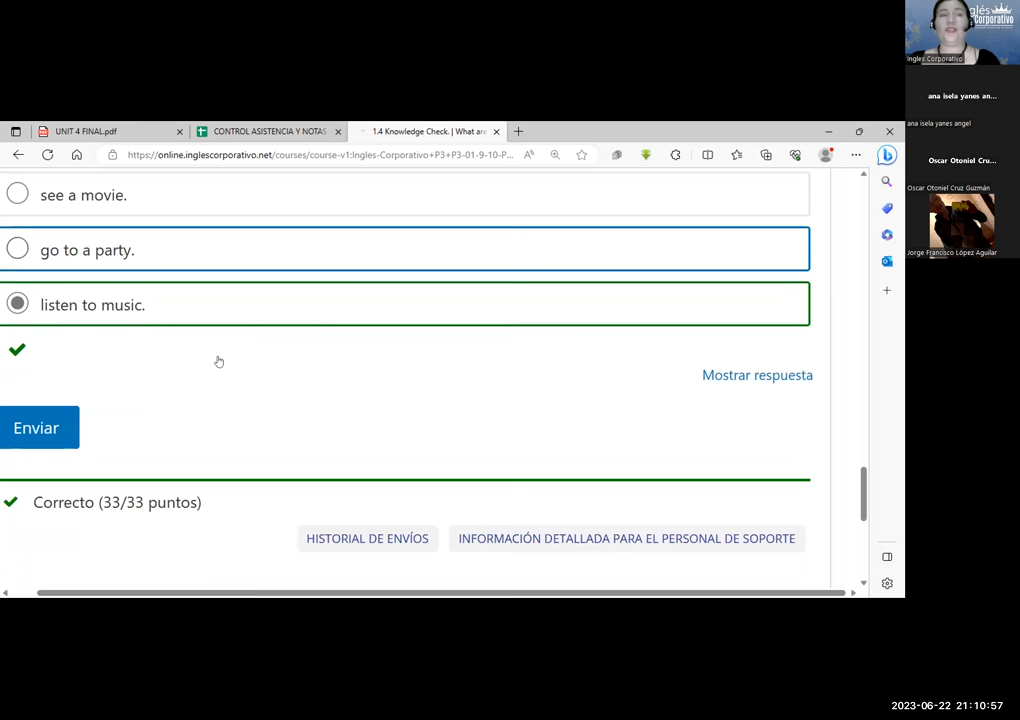 glés
Corporativo
Ingles Corporativo
ana isela yanes an...
ana isela yanes angel
Oscar Otoniel Cru...
Oscar Otoniel Cruz Guzmán
Jorge Francisco López Aguilar
UNIT 4 FINAL.pdf
CONTROL ASISTENCIA Y NOTAS
1.4 Knowledge Check. | What are
https://online.inglescorporativo.net/courses/course-v1:Ingles-Corporativo+P3+P3-01-9-10-P...
see a movie.
go to a party.
listen to music.
Mostrar respuesta
Enviar
Correcto (33/33 puntos)
HISTORIAL DE ENVÍOS
INFORMACIÓN DETALLADA PARA EL PERSONAL DE SOPORTE
2023-06-22 21:10:57